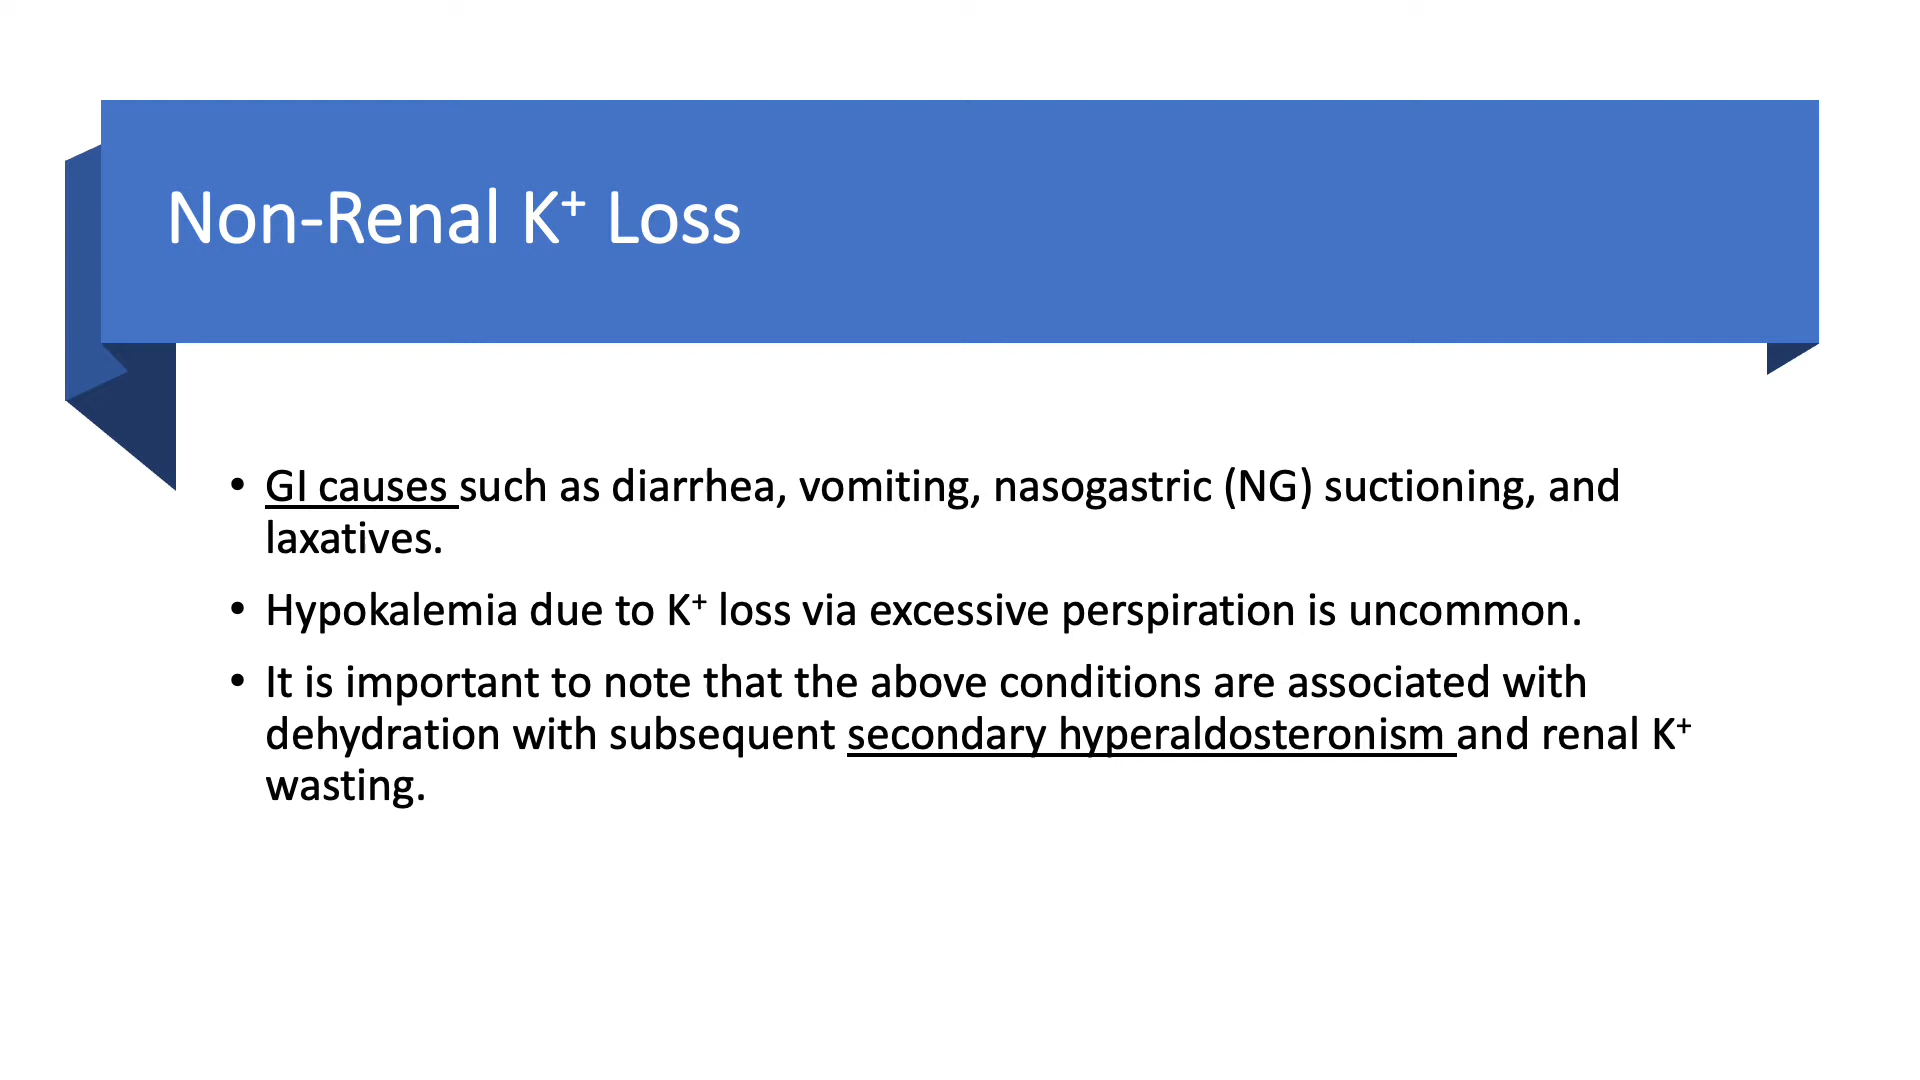 Non-Renal K⁺ Loss
• GI causes such as diarrhea, vomiting, nasogastric (NG) suctioning, and
laxatives.
• Hypokalemia due to K⁺ loss via excessive perspiration is uncommon.
• It is important to note that the above conditions are associated with
dehydration with subsequent secondary hyperaldosteronism and renal K⁺
wasting.